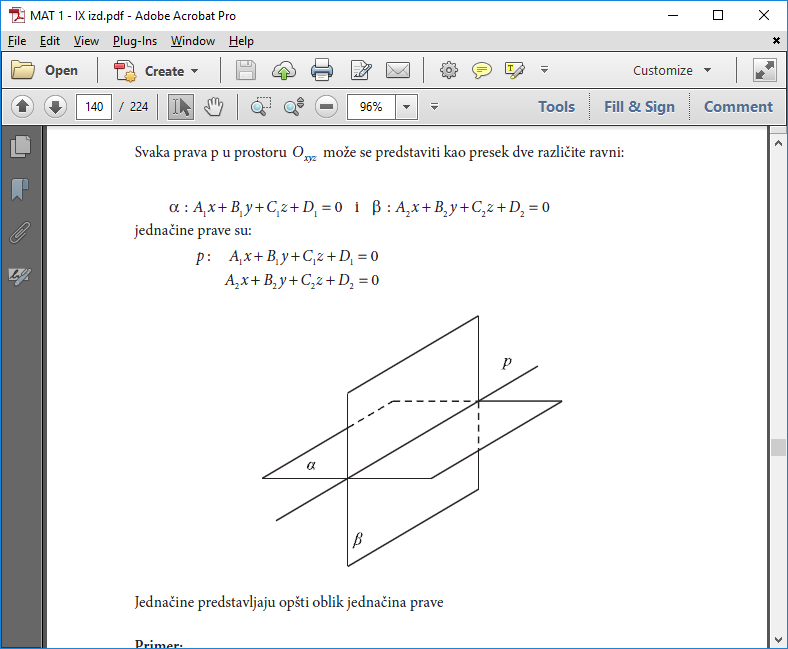 MAT 1 - IX izd.pdf - Adobe Acrobat Pro
File Edit View Plug-Ins Window Help
Open Create Customize
140 / 224 96% Tools Fill & Sign Comment
Svaka prava p u prostoru Oxyz može se predstaviti kao presek dve različite ravni:
α : A₁x + B₁y + C₁z + D₁ = 0 i β : A₂x + B₂y + C₂z + D₂ = 0
jednačine prave su:
p : A₁x + B₁y + C₁z + D₁ = 0
A₂x + B₂y + C₂z + D₂ = 0
p
α
β
Jednačine predstavljaju opšti oblik jednačina prave
Primer: